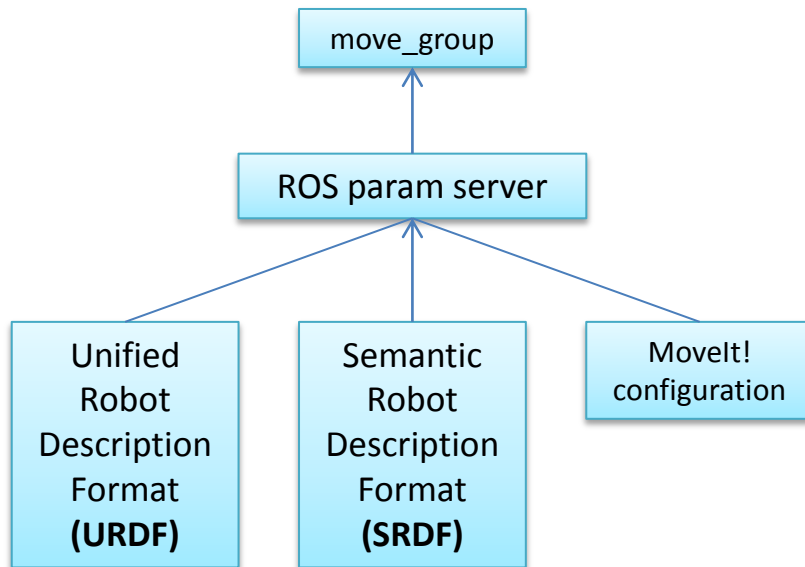 move_group
ROS param server
Unified
Robot
Description
Format
(URDF)
Semantic
Robot
Description
Format
(SRDF)
MoveIt!
configuration